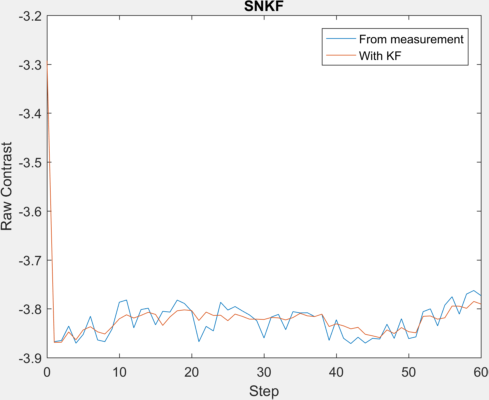 SNKF
From measurement
With KF
Raw Contrast
-3.2
-3.3
-3.4
-3.5
-3.6
-3.7
-3.8
-3.9
0 10 20 30 40 50 60
Step